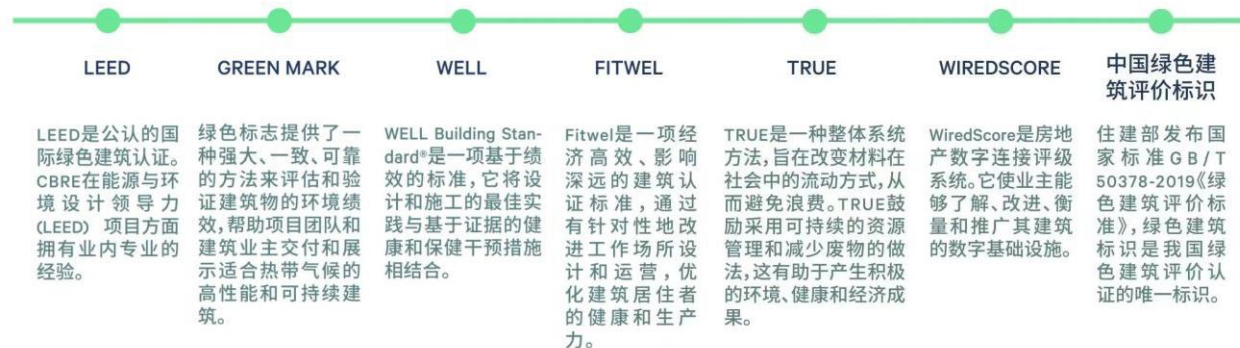 LEED
LEED是公认的国
际绿色建筑认证。
CBRE在能源与环
境设计领导力
(LEED) 项目方面
拥有业内专业的
经验。
GREEN MARK
绿色标志提供了一
种强大、一致、可靠
的方法来评估和验
证建筑物的环境绩
效，帮助项目团队和
建筑业主交付和展
示适合热带气候的
高性能和可持续建
筑。
WELL
WELL Building Stan-
dard®是一项基于绩
效的标准，它将设
计和施工的最佳实
践与基于证据的健
康和保健干预措施
相结合。
FITWEL
Fitwel是一项经
济高效、影响
深远的建筑认
证标准，通过
有针对性地改
进工作场所设
计和运营，优
化建筑居住者
的健康和生产
力。
TRUE
TRUE是一种整体系统
方法，旨在改变材料在
社会中的流动方式，从
而避免浪费。TRUE鼓
励采用可持续的资源
管理和减少废物的做
法，这有助于产生积极
的环境、健康和经济成
果。
WIREDSCORE
WiredScore是房地
产数字连接评级
系统。它使业主能
够了解、改进、衡
量和推广其建筑
的数字基础设施。
中国绿色建
筑评价标识
住建部发布国
家标准GB/T
50378-2019《绿
色建筑评价标
准》，绿色建筑
标识是我国绿
色建筑评价认
证的唯一标识。